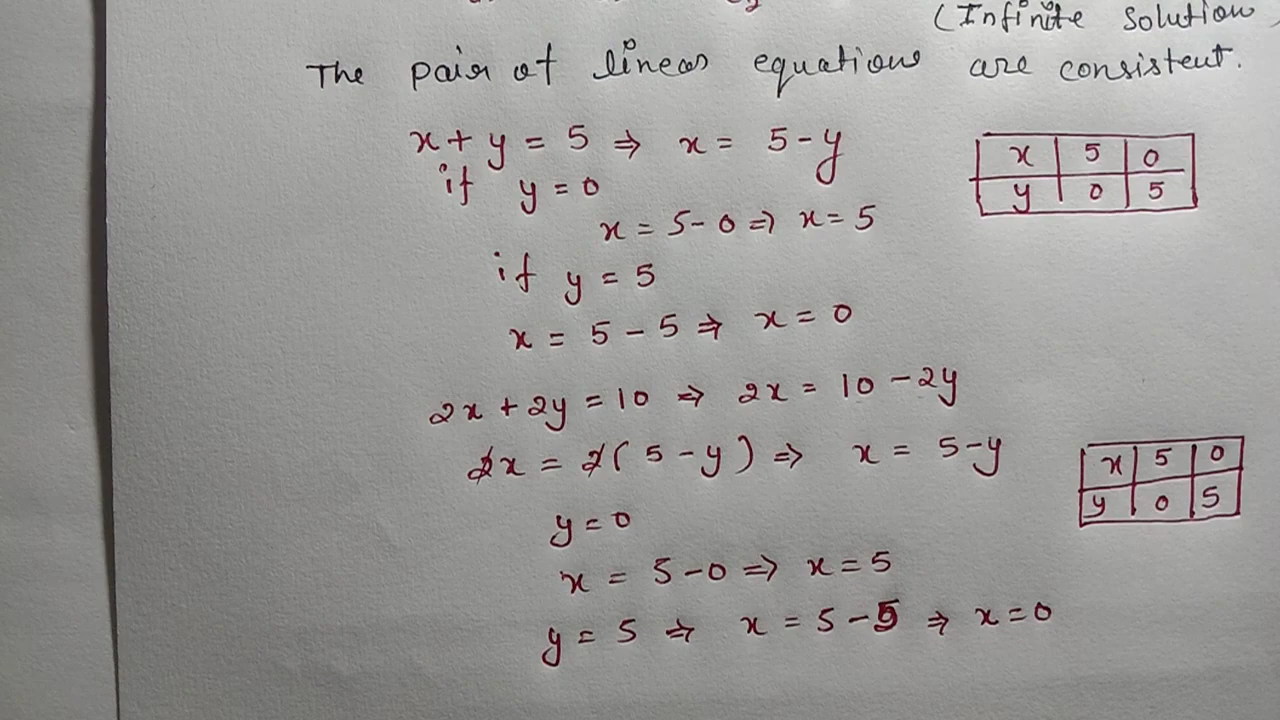 (Infinite solution)
The pair of linear equations are consistent.
x + y = 5 ⇒ x = 5 - y
x 5 0
y 0 5
if y = 0
x = 5 - 0 ⇒ x = 5
if y = 5
x = 5 - 5 ⇒ x = 0
2x + 2y = 10 ⇒ 2x = 10 - 2y
2x = 2(5 - y) ⇒ x = 5 - y
x 5 0
y 0 5
y = 0
x = 5 - 0 ⇒ x = 5
y = 5 ⇒ x = 5 - 5 ⇒ x = 0